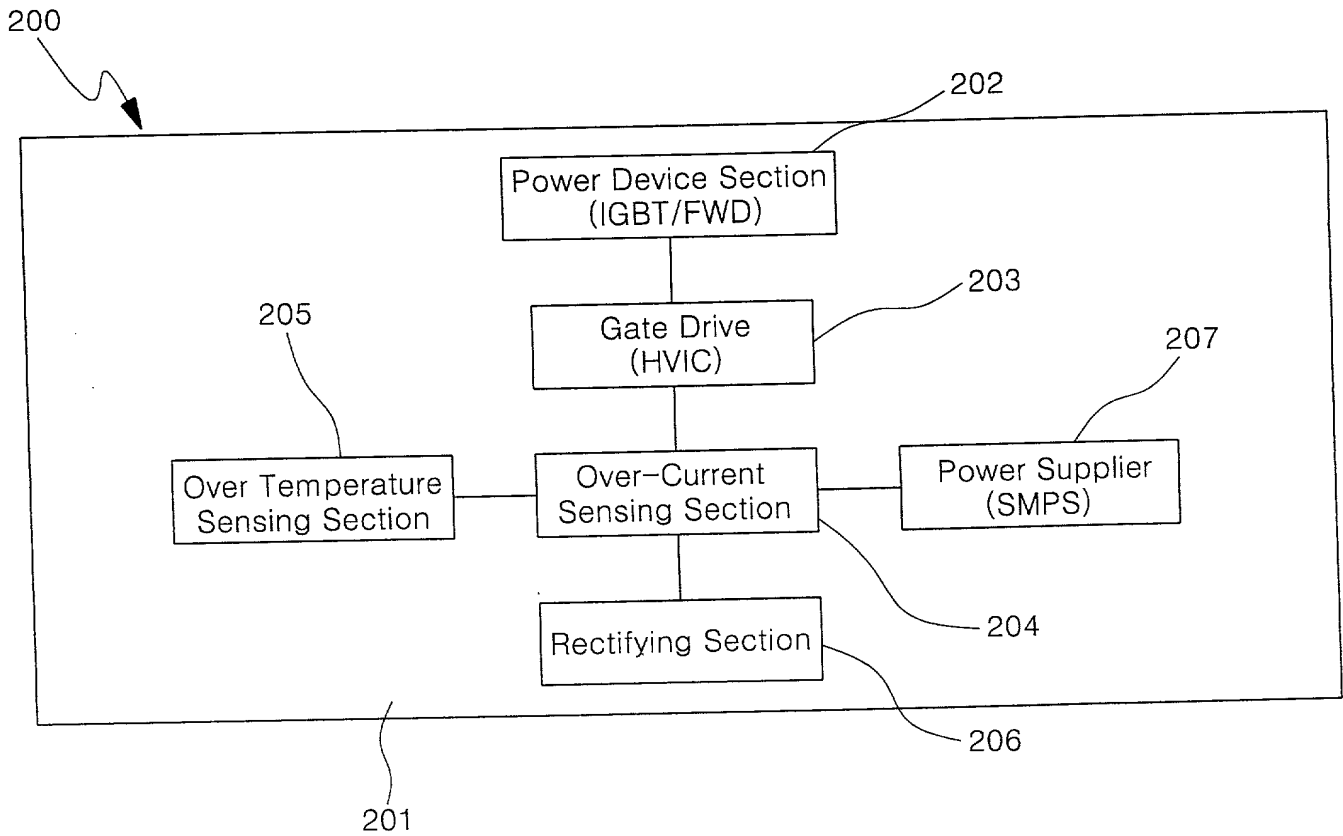 200
202
Power Device Section
(IGBT/FWD)
203
Gate Drive
(HVIC)
205
207
Over Temperature
Sensing Section
Over-Current
Sensing Section
Power Supplier
(SMPS)
204
Rectifying Section
206
201